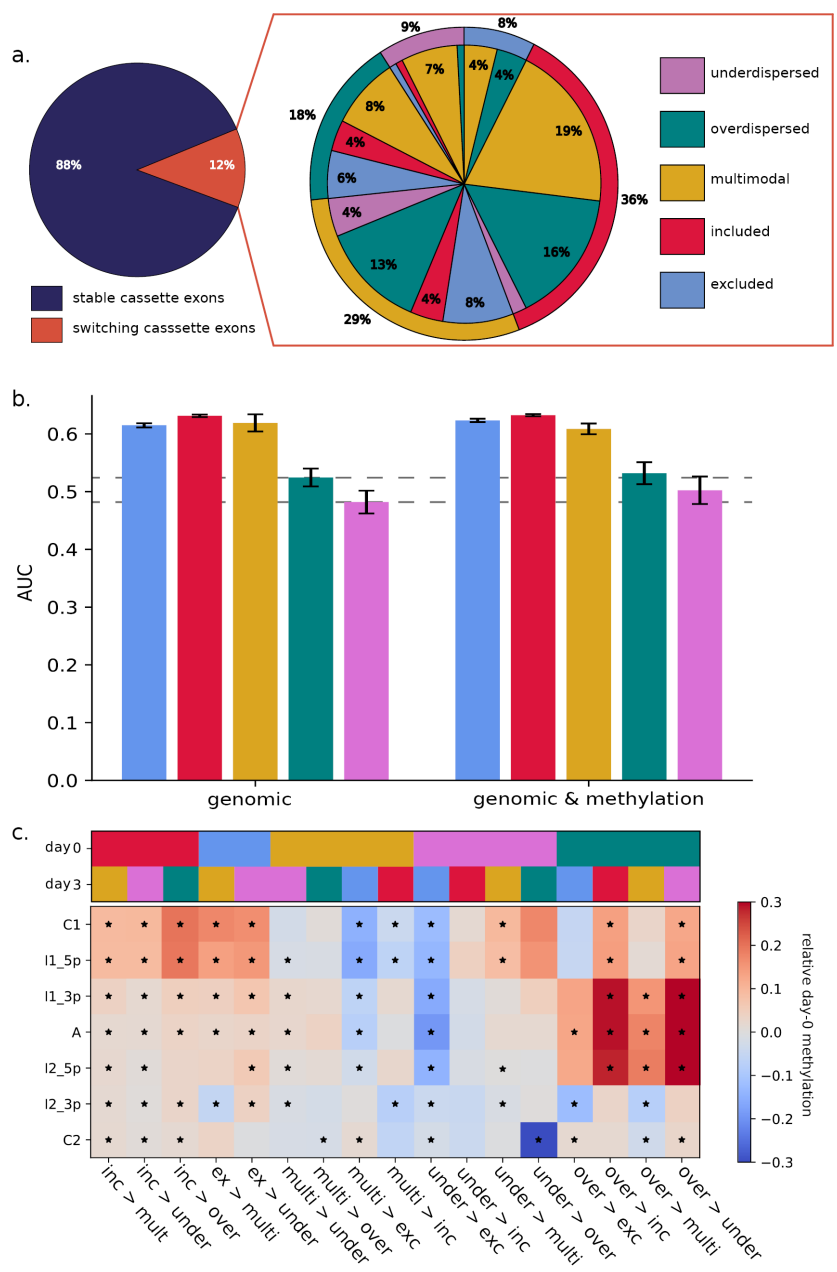 a.
88%
12%
stable cassette exons
switching casssette exons
9%
8%
18%
36%
29%
7%
4%
4%
8%
19%
4%
6%
4%
16%
13%
4%
8%
underdispersed
overdispersed
multimodal
included
excluded
b.
AUC
0.6
0.5
0.4
0.3
0.2
0.1
0.0
genomic
genomic & methylation
c.
day0
day3
C1
I1_5p
I1_3p
A
I2_5p
I2_3p
C2
inc > mult
inc > under
inc > over
ex > multi
ex > under
multi > under
multi > over
multi > exc
multi > inc
under > exc
under > inc
under > multi
under > over
over > exc
over > inc
over > multi
over > under
0.3
0.2
0.1
0.0
−0.1
−0.2
−0.3
relative day-0 methylation